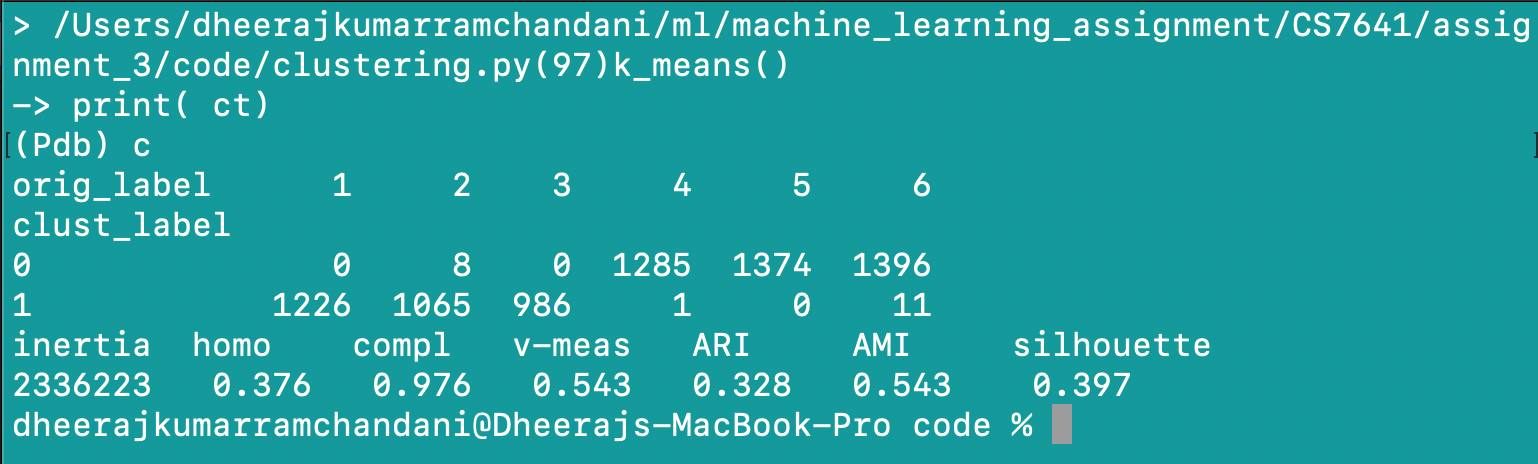 > /Users/dheerajkumarramchandani/ml/machine_learning_assignment/CS7641/assig
nment_3/code/clustering.py(97)k_means()
-> print( ct)
[(Pdb) c ]
orig_label 1 2 3 4 5 6
clust_label
0 0 8 0 1285 1374 1396
1 1226 1065 986 1 0 11
inertia homo compl v-meas ARI AMI silhouette
2336223 0.376 0.976 0.543 0.328 0.543 0.397
dheerajkumarramchandani@Dheerajs-MacBook-Pro code %